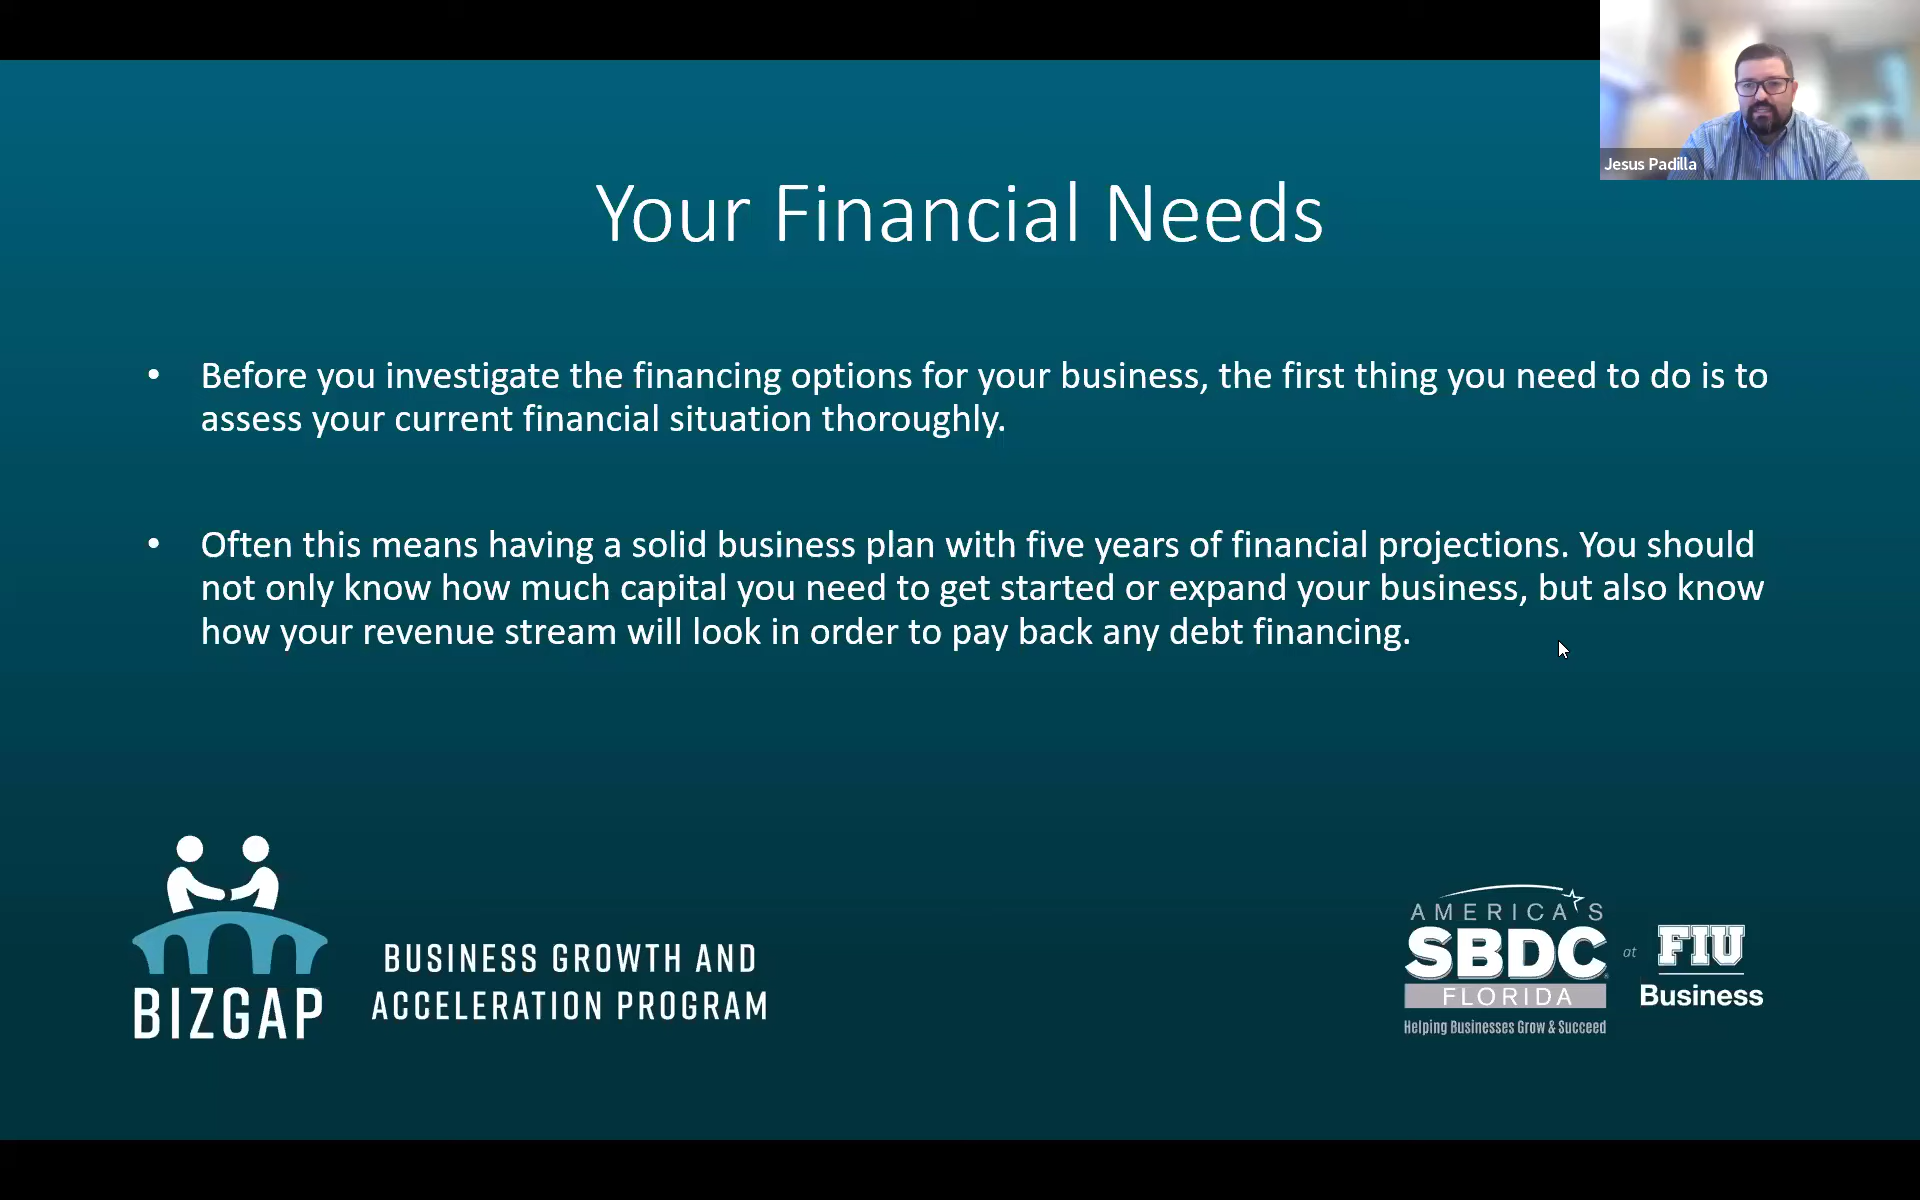 Jesus Padilla
Your Financial Needs
• Before you investigate the financing options for your business, the first thing you need to do is to
assess your current financial situation thoroughly.
• Often this means having a solid business plan with five years of financial projections. You should
not only know how much capital you need to get started or expand your business, but also know
how your revenue stream will look in order to pay back any debt financing.
BIZGAP
BUSINESS GROWTH AND
ACCELERATION PROGRAM
AMERICA'S
SBDC
FLORIDA
Helping Businesses Grow & Succeed
at
FIU
Business